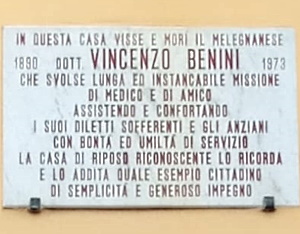 IN QUESTA CASA VISSE E MORÌ IL MELEGNANESE
1890 DOTT. VINCENZO BENINI 1973
CHE SVOLSE LUNGA ED INSTANCABILE MISSIONE
DI MEDICO E DI AMICO
ASSISTENDO E CONFORTANDO
I SUOI DILETTI SOFFERENTI E GLI ANZIANI
CON BONTÀ ED UMILTÀ DI SERVIZIO
LA CASA DI RIPOSO RICONOSCENTE LO RICORDA
E LO ADDITA QUALE ESEMPIO CITTADINO
DI SEMPLICITÀ E GENEROSO IMPEGNO